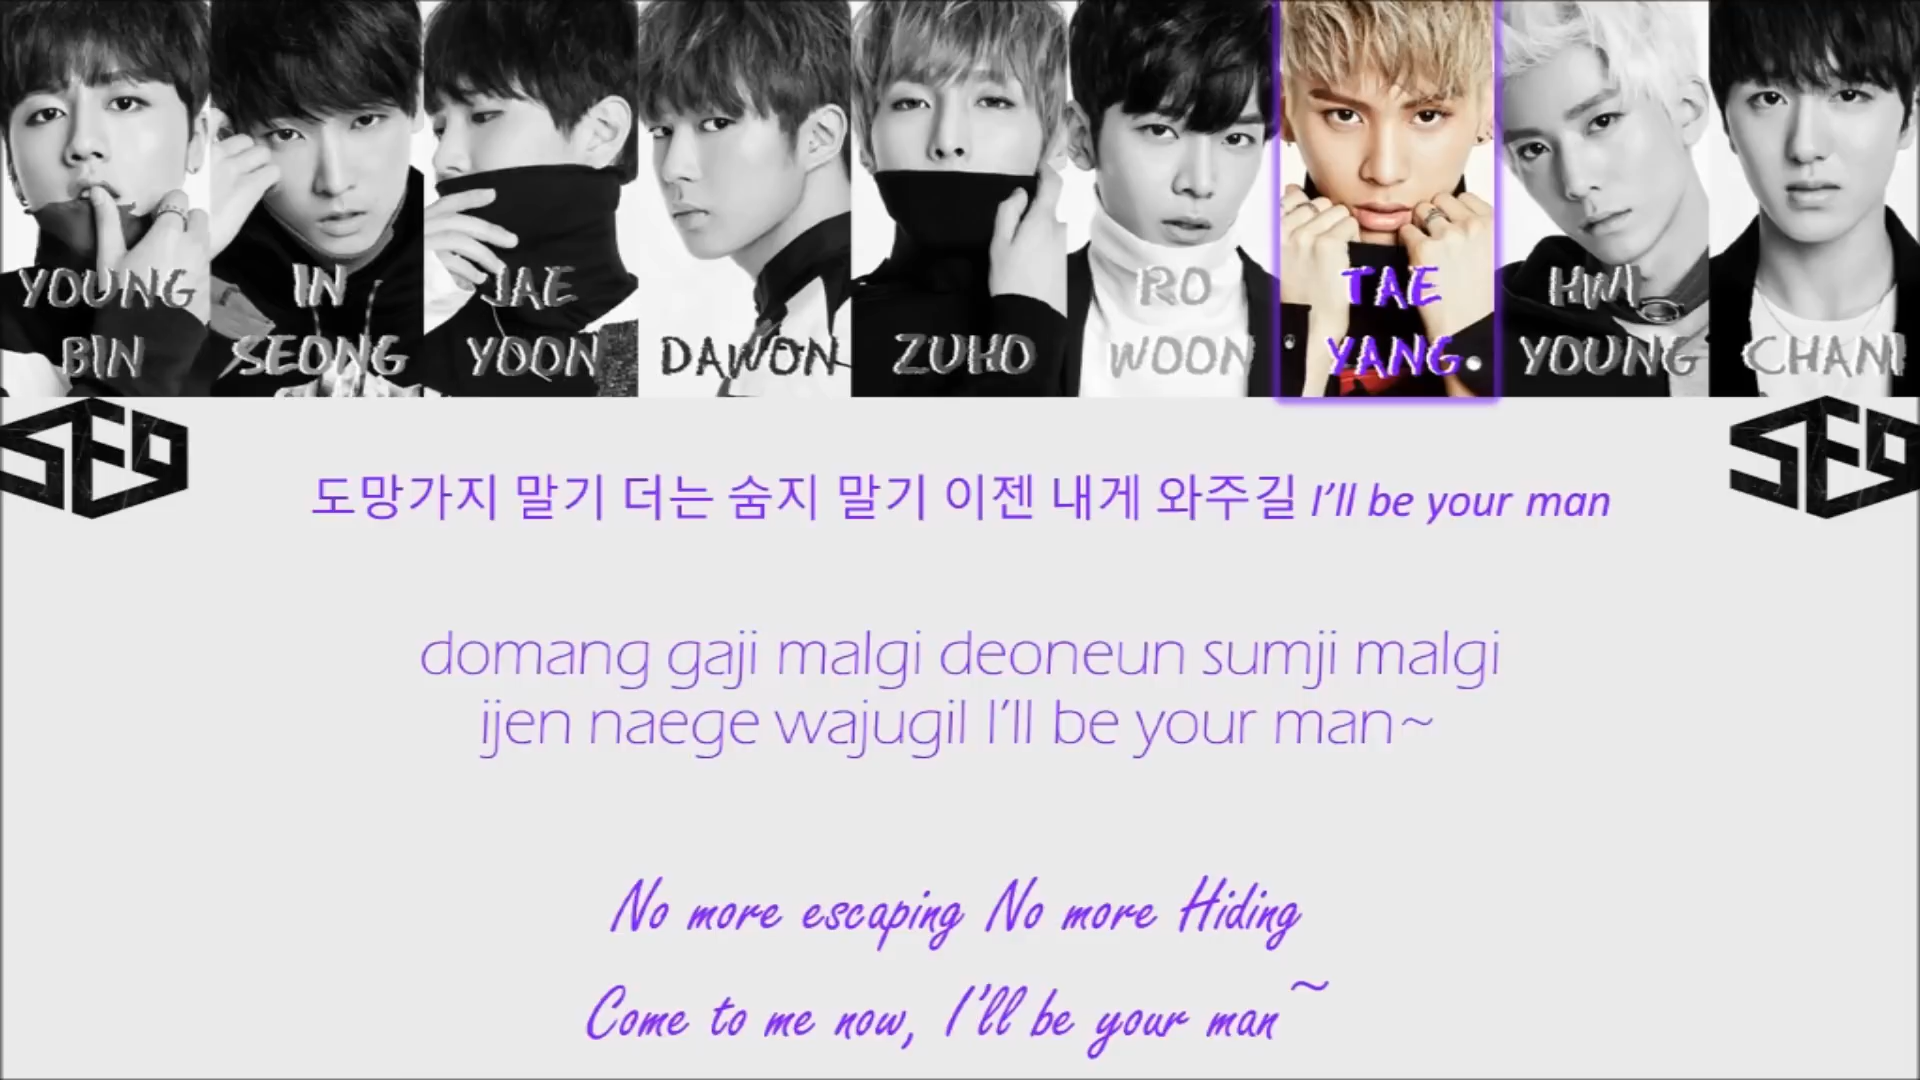 YOUNG
BIN
IN
SEONG
JAE
YOON
DAWON
ZUHO
RO
WOON
TAE
YANG
HWI
YOUNG
CHANI
SF9
SF9
도망가지 말기 더는 숨지 말기 이젠 내게 와주길 I'll be your man
domang gaji malgi deoneun sumji malgi
ijen naege wajugil I'll be your man~
No more escaping No more Hiding
Come to me now, I'll be your man~